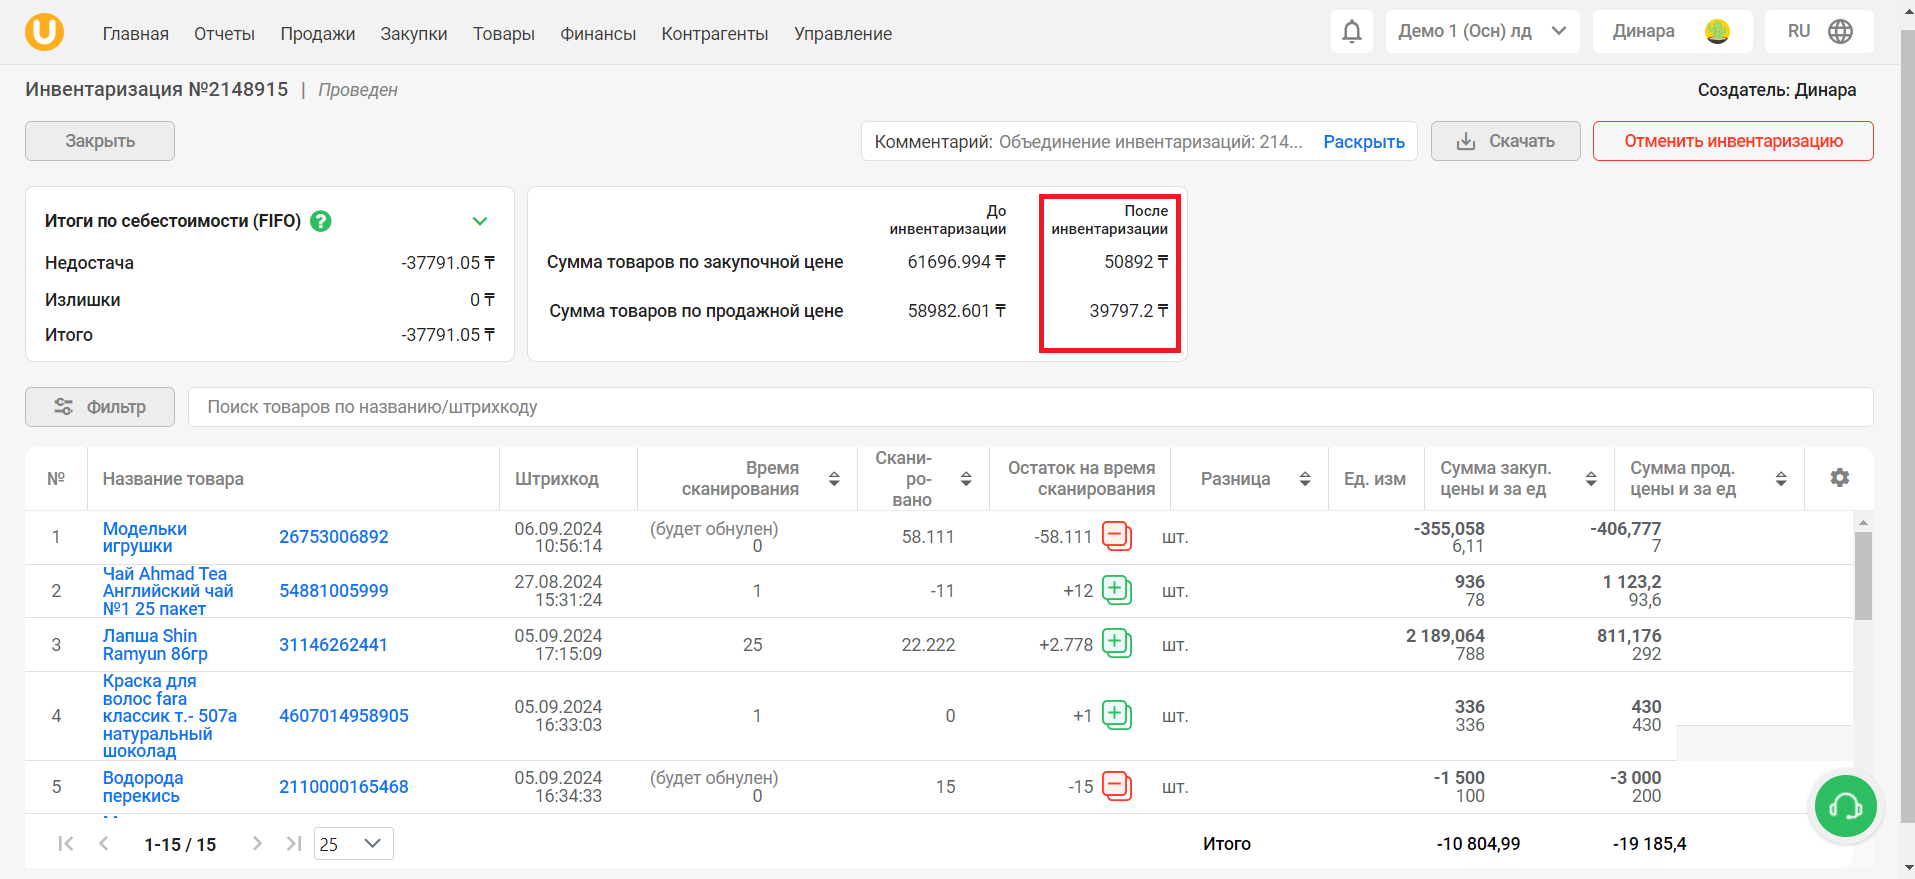 U
Главная Отчеты Продажи Закупки Товары Финансы Контрагенты Управление
Демо 1 (Осн) лд
Динара
RU
Инвентаризация №2148915 | Проведен
Создатель: Динара
Закрыть
Комментарий: Объединение инвентаризаций: 214... Раскрыть
Скачать
Отменить инвентаризацию
Итоги по себестоимости (FIFO) ?
Недостача -37791.05 ₸
Излишки 0 ₸
Итого -37791.05 ₸
До инвентаризации
После инвентаризации
Сумма товаров по закупочной цене 61696.994 ₸ 50892 ₸
Сумма товаров по продажной цене 58982.601 ₸ 39797.2 ₸
Фильтр
Поиск товаров по названию/штрихкоду
№
Название товара
Штрихкод
Время
сканирования
Скани-
ро-
вано
Остаток на время
сканирования
Разница
Ед. изм
Сумма закуп.
цены и за ед
Сумма прод.
цены и за ед
1
Модельки
игрушки
26753006892
06.09.2024
10:56:14
(будет обнулен)
0
58.111
-58.111
шт.
-355,058
6,11
-406,777
7
2
Чай Ahmad Tea
Английский чай
№1 25 пакет
54881005999
27.08.2024
15:31:24
1
-11
+12
шт.
936
78
1 123,2
93,6
3
Лапша Shin
Ramyun 86гр
31146262441
05.09.2024
17:15:09
25
22.222
+2.778
шт.
2 189,064
788
811,176
292
4
Краска для
волос fara
классик т.- 507а
натуральный
шоколад
4607014958905
05.09.2024
16:33:03
1
0
+1
шт.
336
336
430
430
5
Водорода
перекись
2110000165468
05.09.2024
16:34:33
(будет обнулен)
0
15
-15
шт.
-1 500
100
-3 000
200
1-15 / 15
25
Итого -10 804,99 -19 185,4